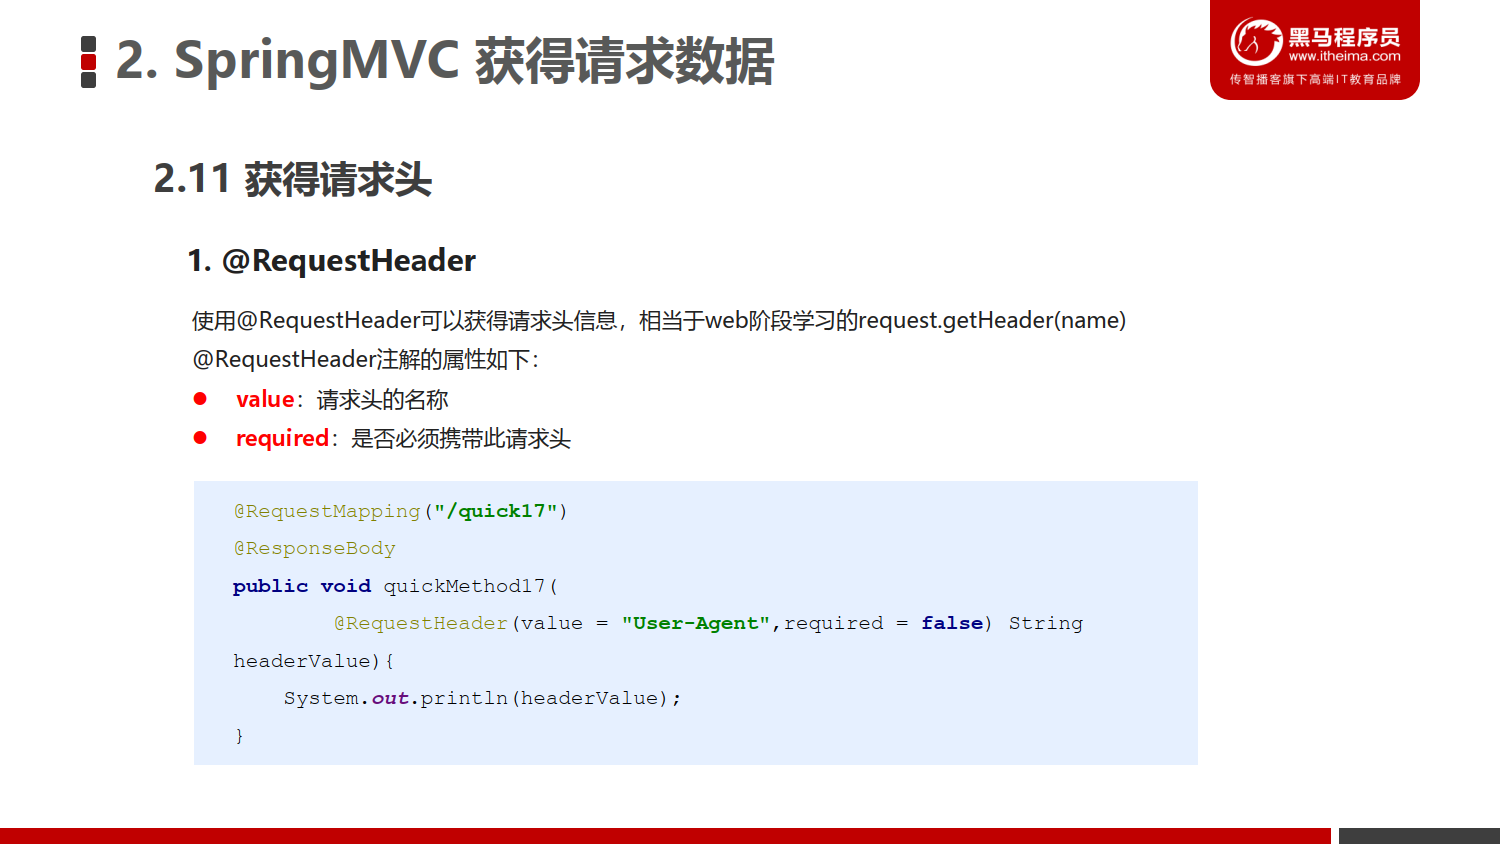 2. SpringMVC 获得请求数据
黑马程序员
www.itheima.com
传智播客旗下高端IT教育品牌
2.11 获得请求头
1. @RequestHeader
使用@RequestHeader可以获得请求头信息，相当于web阶段学习的request.getHeader(name)
@RequestHeader注解的属性如下：
● value：请求头的名称
● required：是否必须携带此请求头
@RequestMapping("/quick17")
@ResponseBody
public void quickMethod17(
        @RequestHeader(value = "User-Agent",required = false) String
headerValue){
    System.out.println(headerValue);
}